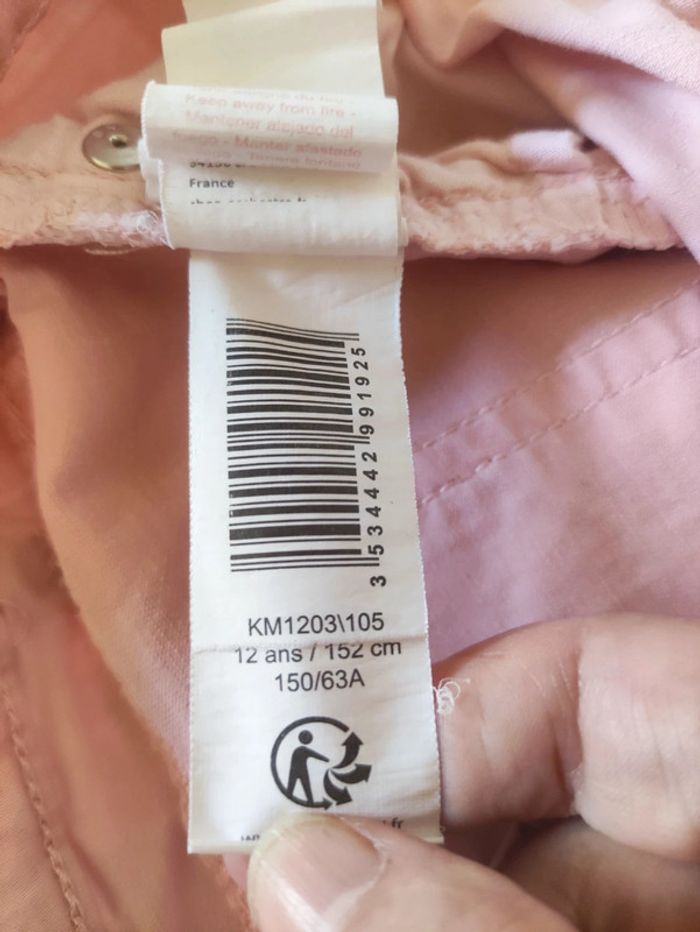 Keep away from fire -
Mantener alejado del
fuego - Manter afastado
France
3 534442 991925
KM1203\105
12 ans / 152 cm
150/63A